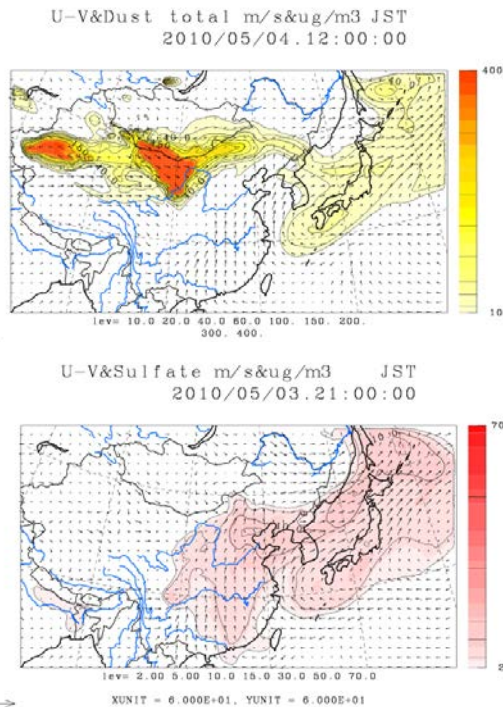 U-V&Dust total m/s&ug/m3 JST
2010/05/04.12:00:00
400
10
lev= 10.0 20.0 40.0 60.0 100. 150. 200.
300. 400.
U-V&Sulfate m/s&ug/m3 JST
2010/05/03.21:00:00
70
2
lev= 2.00 5.00 10.0 15.0 20.0 50.0 70.0
XUNIT = 6.000E+01, YUNIT = 6.000E+01